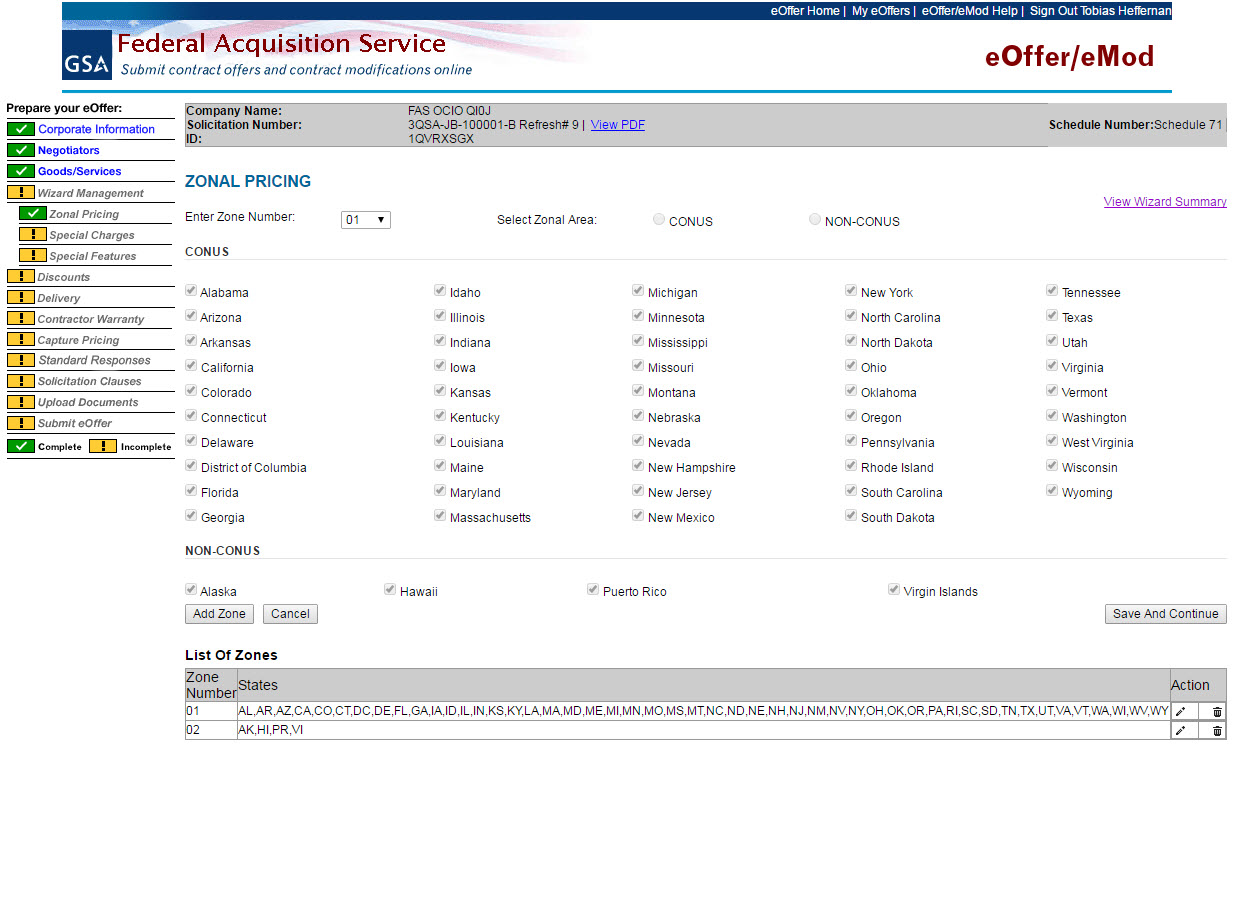 eOffer Home | My eOffers | eOffer/eMod Help | Sign Out Tobias Heffernan
GSA
Federal Acquisition Service
Submit contract offers and contract modifications online
eOffer/eMod
Prepare your eOffer:
Corporate Information
Negotiators
Goods/Services
Wizard Management
Zonal Pricing
Special Charges
Special Features
Discounts
Delivery
Contractor Warranty
Capture Pricing
Standard Responses
Solicitation Clauses
Upload Documents
Submit eOffer
Complete Incomplete
Company Name: FAS OCIO QI0J
Solicitation Number: 3QSA-JB-100001-B Refresh# 9 | View PDF Schedule Number:Schedule 71
ID: 1QVRXSGX
ZONAL PRICING
View Wizard Summary
Enter Zone Number: 01 Select Zonal Area: CONUS NON-CONUS
CONUS
Alabama Idaho Michigan New York Tennessee
Arizona Illinois Minnesota North Carolina Texas
Arkansas Indiana Mississippi North Dakota Utah
California Iowa Missouri Ohio Virginia
Colorado Kansas Montana Oklahoma Vermont
Connecticut Kentucky Nebraska Oregon Washington
Delaware Louisiana Nevada Pennsylvania West Virginia
District of Columbia Maine New Hampshire Rhode Island Wisconsin
Florida Maryland New Jersey South Carolina Wyoming
Georgia Massachusetts New Mexico South Dakota
NON-CONUS
Alaska Hawaii Puerto Rico Virgin Islands
Add Zone Cancel Save And Continue
List Of Zones
Zone Number States Action
01 AL,AR,AZ,CA,CO,CT,DC,DE,FL,GA,IA,ID,IL,IN,KS,KY,LA,MA,MD,ME,MI,MN,MO,MS,MT,NC,ND,NE,NH,NJ,NM,NV,NY,OH,OK,OR,PA,RI,SC,SD,TN,TX,UT,VA,VT,WA,WI,WV,WY
02 AK,HI,PR,VI